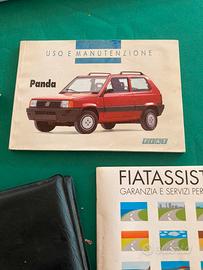 USO E MANUTENZIONE
Panda
FIAT
FIATASSIST
GARANZIA E SERVIZI PER